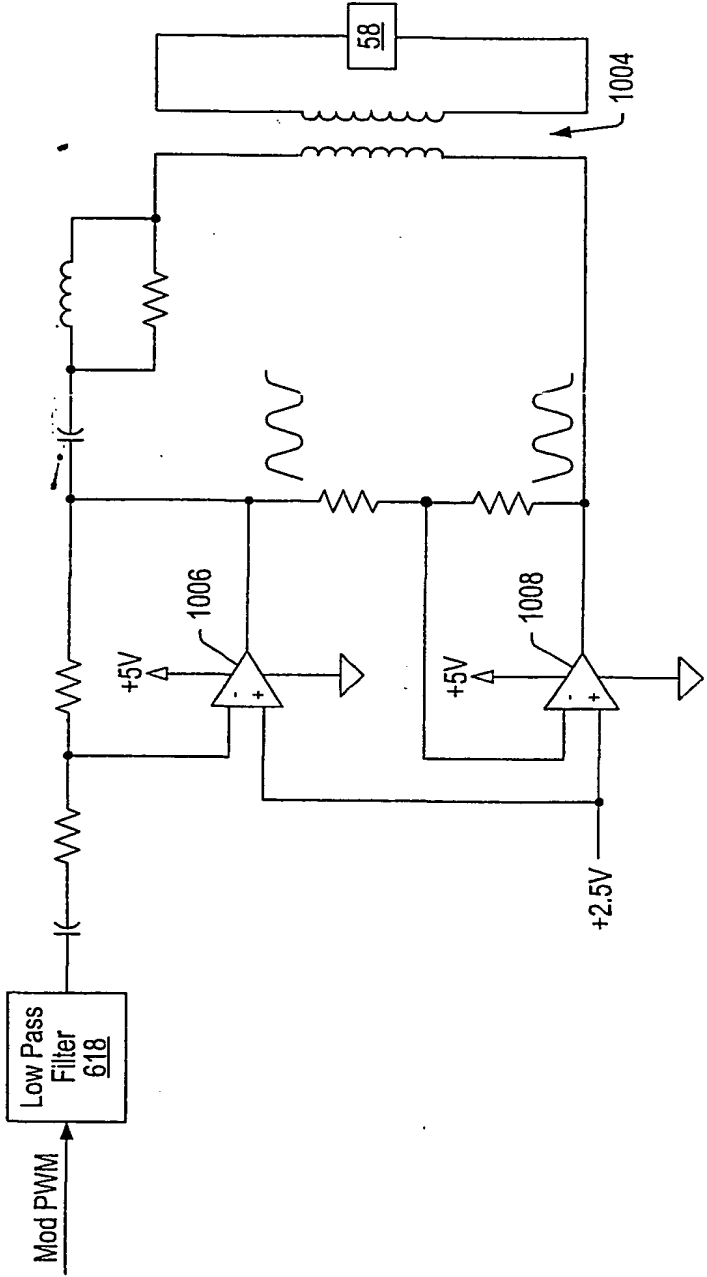 Mod PWM
Low Pass
Filter
618
+5V
1006
-
+
+5V
1008
-
+
+2.5V
58
1004